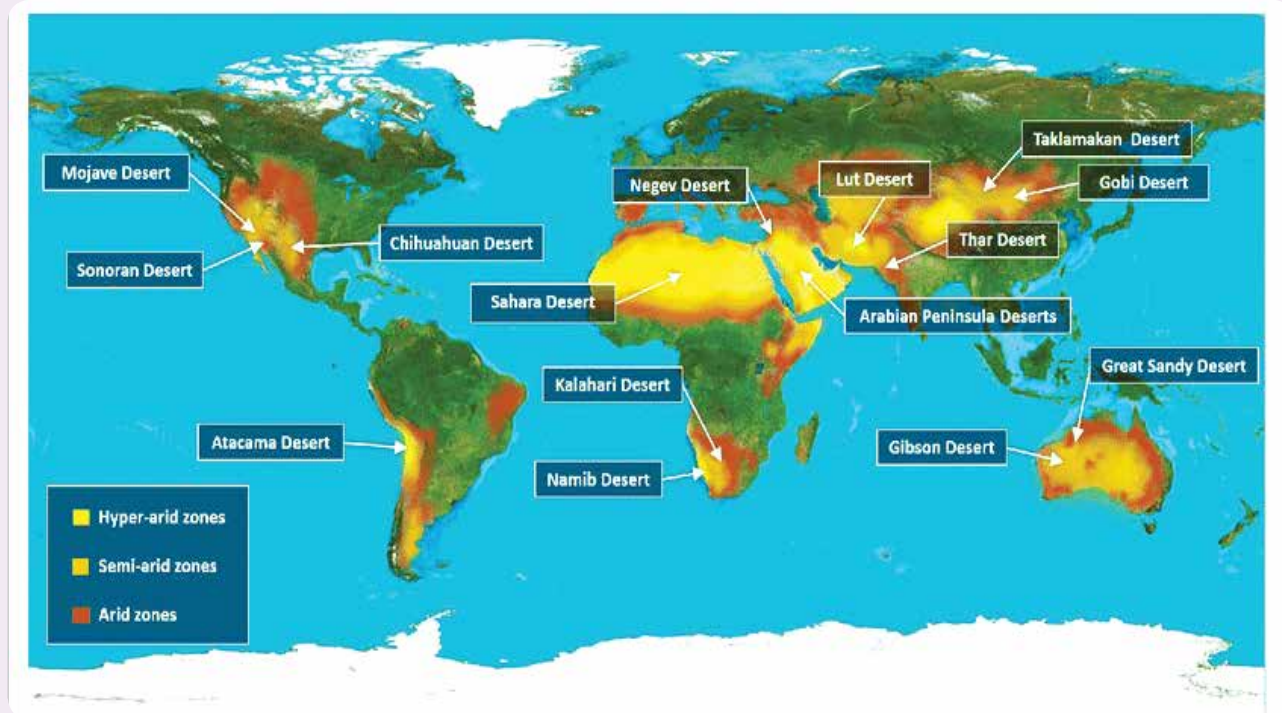 Taklamakan Desert
Mojave Desert
Negev Desert
Lut Desert
Gobi Desert
Chihuahuan Desert
Thar Desert
Sonoran Desert
Sahara Desert
Arabian Peninsula Deserts
Great Sandy Desert
Kalahari Desert
Atacama Desert
Gibson Desert
Namib Desert
Hyper-arid zones
Semi-arid zones
Arid zones